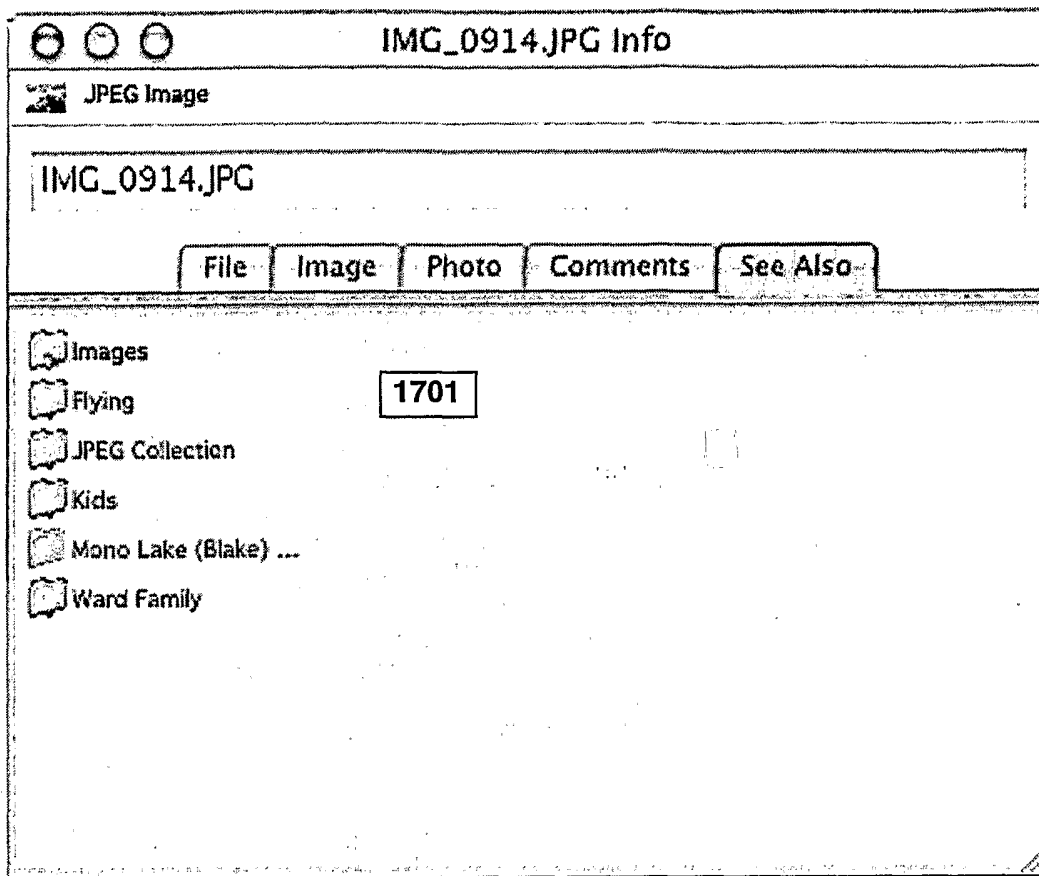 IMG_0914.JPG Info
JPEG Image
IMG_0914.JPG
File Image Photo Comments See Also
Images
Flying
1701
JPEG Collection
Kids
Mono Lake (Blake) ...
Ward Family